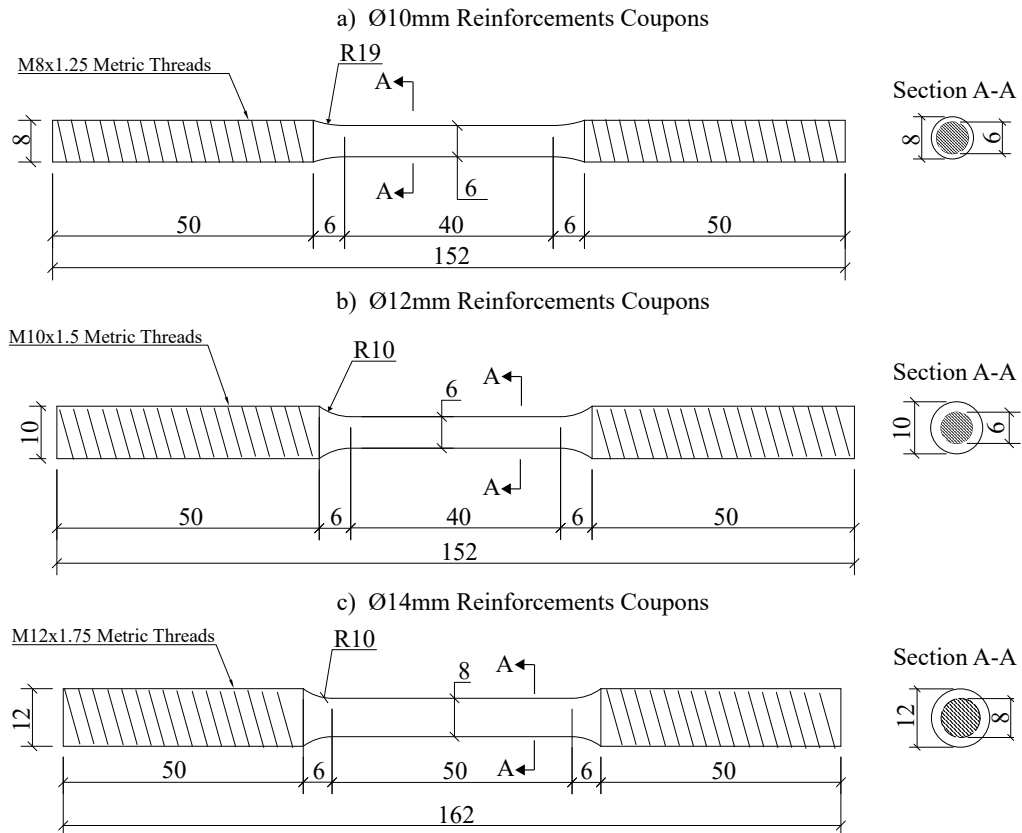 a) Ø10mm Reinforcements Coupons
M8x1.25 Metric Threads
R19
A
Section A-A
8
6
8
6
A
50
6
40
6
50
152
b) Ø12mm Reinforcements Coupons
M10x1.5 Metric Threads
R10
A
6
Section A-A
10
10
6
A
50
6
40
6
50
152
c) Ø14mm Reinforcements Coupons
M12x1.75 Metric Threads
R10
8
A
Section A-A
12
12
8
A
50
6
50
6
50
162